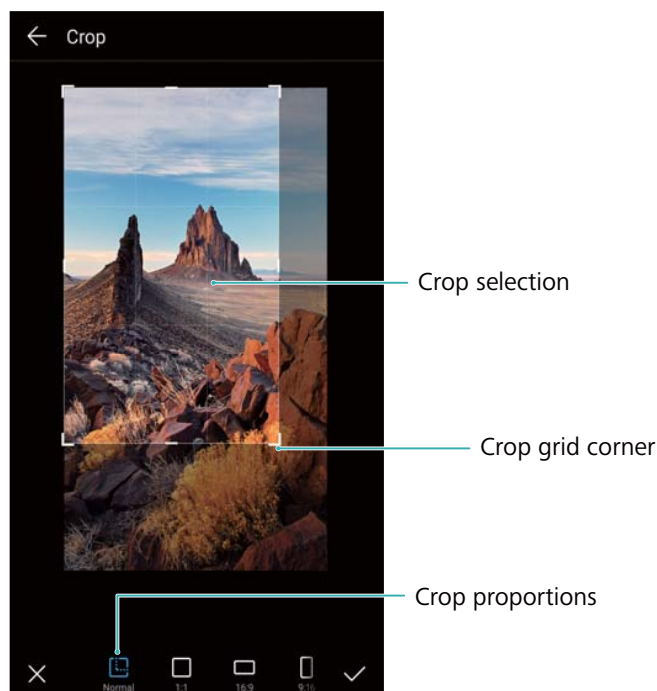 Crop
Crop selection
Crop grid corner
Crop proportions
Normal
1:1
16:9
9:16